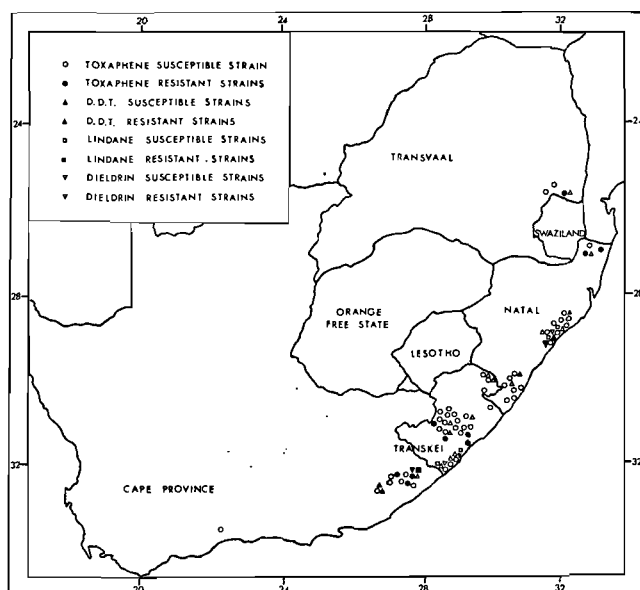 20 24 28 32
TOXAPHENE SUSCEPTIBLE STRAIN
TOXAPHENE RESISTANT STRAINS
D.D.T. SUSCEPTIBLE STRAINS
D.D.T. RESISTANT STRAINS
LINDANE SUSCEPTIBLE STRAINS
LINDANE RESISTANT STRAINS
DIELDRIN SUSCEPTIBLE STRAINS
DIELDRIN RESISTANT STRAINS
24 24
TRANSVAAL
SWAZILAND
28 28
ORANGE
FREE STATE
NATAL
LESOTHO
TRANSKEI
32 32
CAPE PROVINCE
20 24 28 32